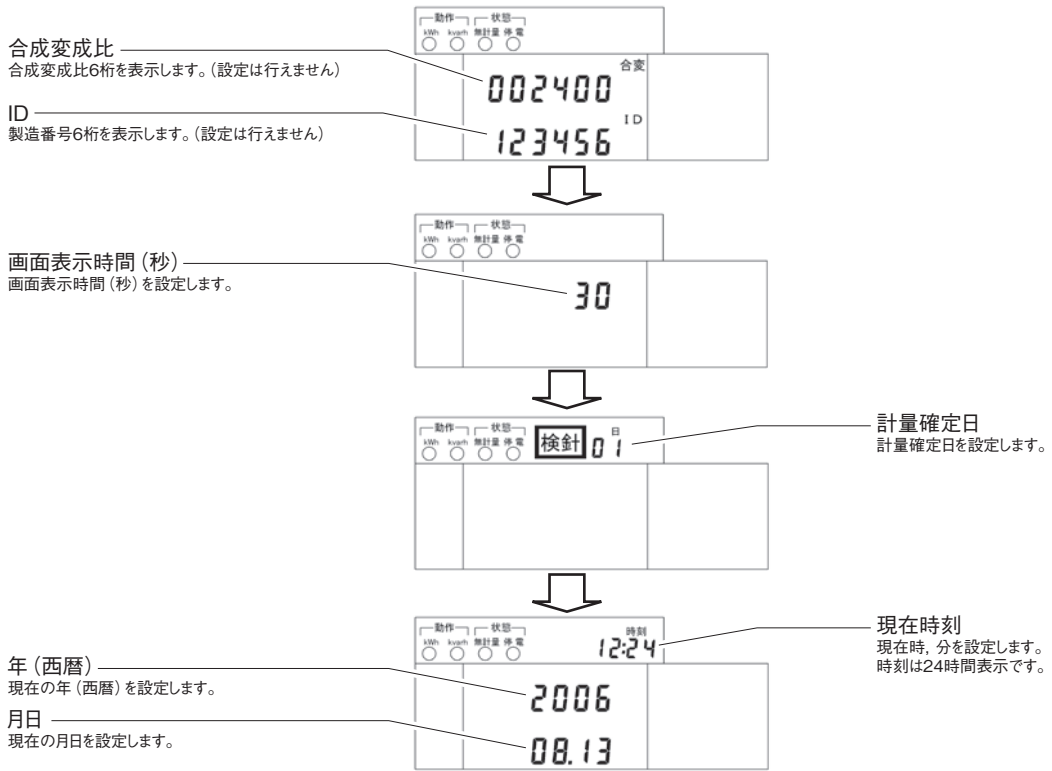 動作 状態
kWh kvarh 無計量 停電
合成変成比
合成変成比6桁を表示します。(設定は行えません)
合変
002400
ID
製造番号6桁を表示します。(設定は行えません)
ID
123456
動作 状態
kWh kvarh 無計量 停電
画面表示時間(秒)
画面表示時間(秒)を設定します。
30
動作 状態
kWh kvarh 無計量 停電
検針 01 日
計量確定日
計量確定日を設定します。
動作 状態
kWh kvarh 無計量 停電
時刻
12:24
現在時刻
現在時, 分を設定します。
時刻は24時間表示です。
年(西暦)
現在の年(西暦)を設定します。
2006
月日
現在の月日を設定します。
08.13